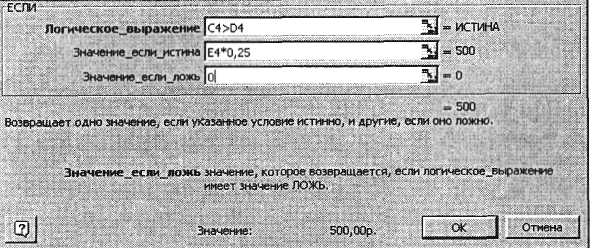 ЕСЛИ
Логическое_выражение C4>D4 = ИСТИНА
Значение_если_истина E4*0,25 = 500
Значение_если_ложь 0 = 0
= 500
Возвращает одно значение, если указанное условие истинно, и другие, если оно ложно.
Значение_если_ложь значение, которое возвращается, если логическое_выражение
имеет значение ЛОЖЬ.
? Значение: 500,00р. ОК Отмена